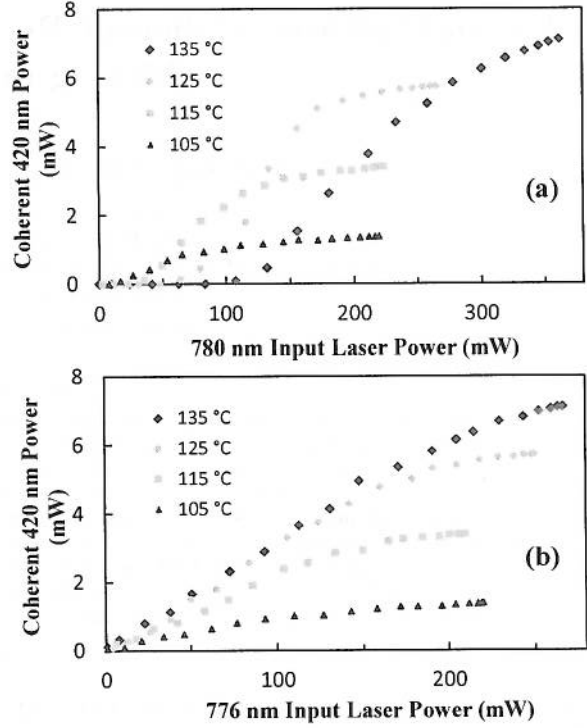 Coherent 420 nm Power
(mW)
8
6
4
2
0
135 °C
125 °C
115 °C
105 °C
(a)
0
100
200
300
780 nm Input Laser Power (mW)
Coherent 420 nm Power
(mW)
8
6
4
2
0
135 °C
125 °C
115 °C
105 °C
(b)
0
100
200
776 nm Input Laser Power (mW)